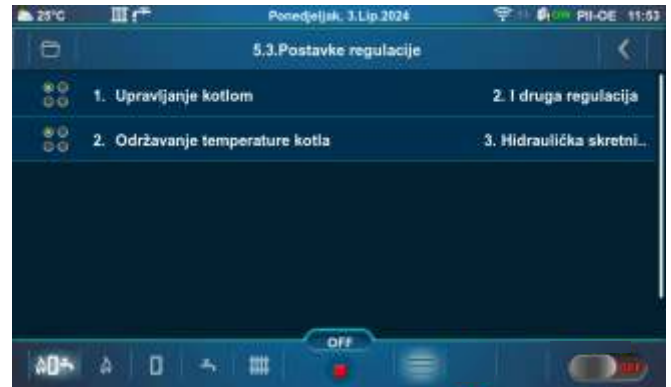 25°C Ponedjeljak, 3.Lip.2024 PII-OE 11:53
5.3.Postavke regulacije
1. Upravljanje kotlom 2. I druga regulacija
2. Održavanje temperature kotla 3. Hidraulička skretni...
OFF
OFF